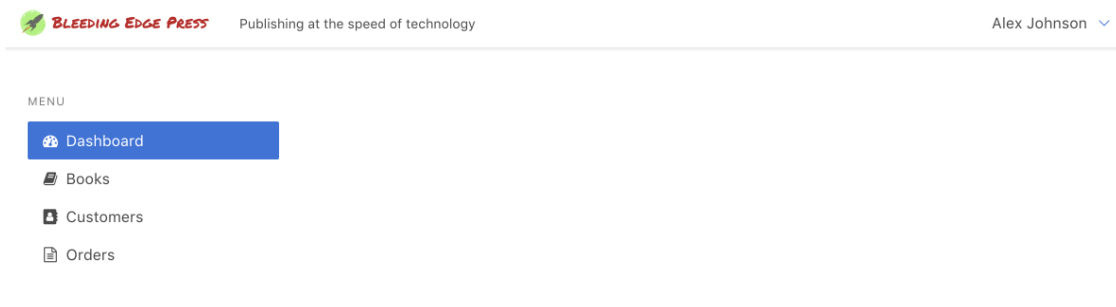 Bleeding Edge Press Publishing at the speed of technology Alex Johnson
MENU
Dashboard
Books
Customers
Orders